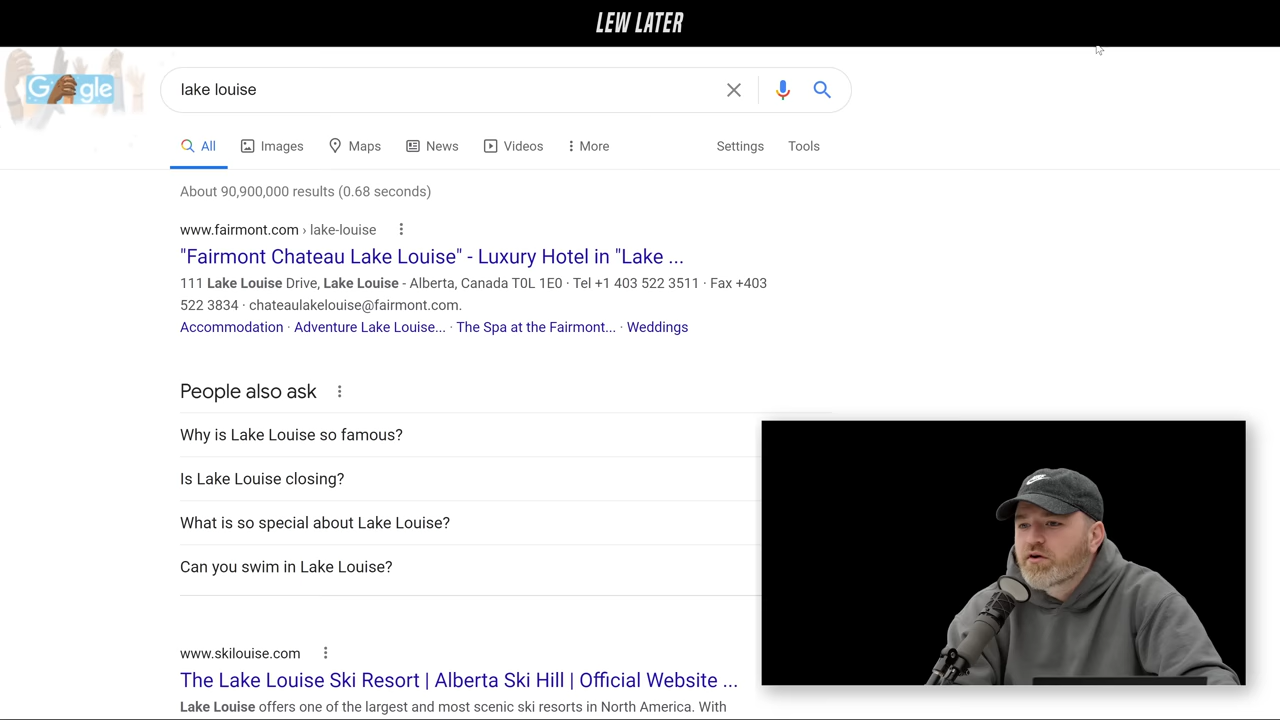 LEW LATER
Google
lake louise
All Images Maps News Videos More Settings Tools
About 90,900,000 results (0.68 seconds)
www.fairmont.com › lake-louise
"Fairmont Chateau Lake Louise" - Luxury Hotel in "Lake ...
111 Lake Louise Drive, Lake Louise - Alberta, Canada T0L 1E0 · Tel +1 403 522 3511 · Fax +403
522 3834 · chateaulakelouise@fairmont.com.
Accommodation · Adventure Lake Louise... · The Spa at the Fairmont... · Weddings
People also ask
Why is Lake Louise so famous?
Is Lake Louise closing?
What is so special about Lake Louise?
Can you swim in Lake Louise?
www.skilouise.com
The Lake Louise Ski Resort | Alberta Ski Hill | Official Website ...
Lake Louise offers one of the largest and most scenic ski resorts in North America. With